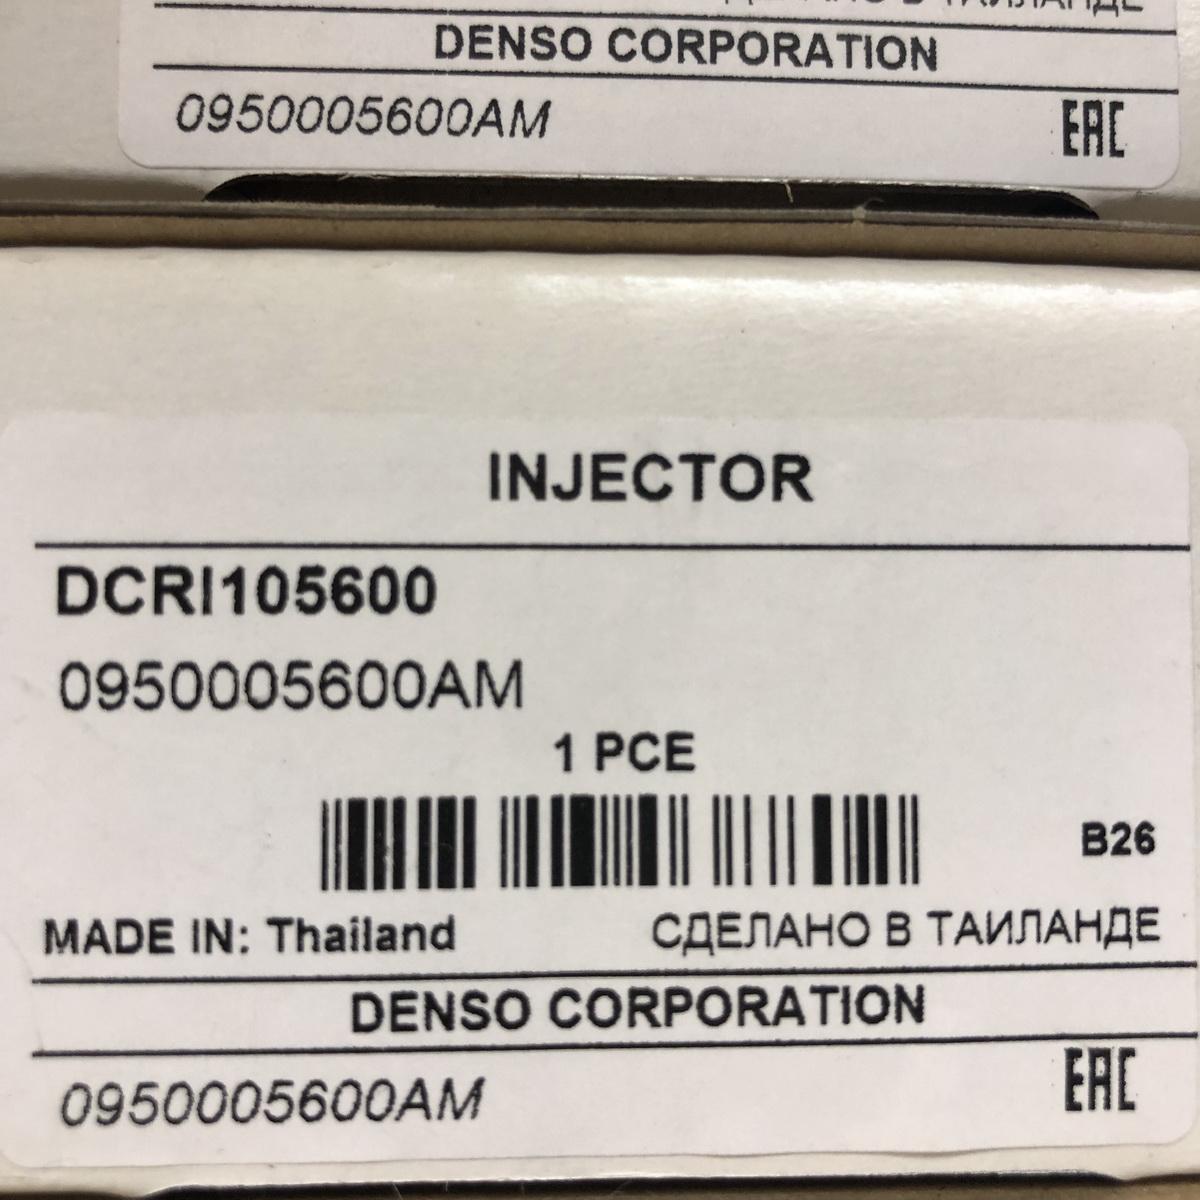 В ТАИЛАНДЕ
DENSO CORPORATION
0950005600AM
EAC
INJECTOR
DCRI105600
0950005600AM
1 PCE
B26
MADE IN: Thailand СДЕЛАНО В ТАИЛАНДЕ
DENSO CORPORATION
0950005600AM
EAC